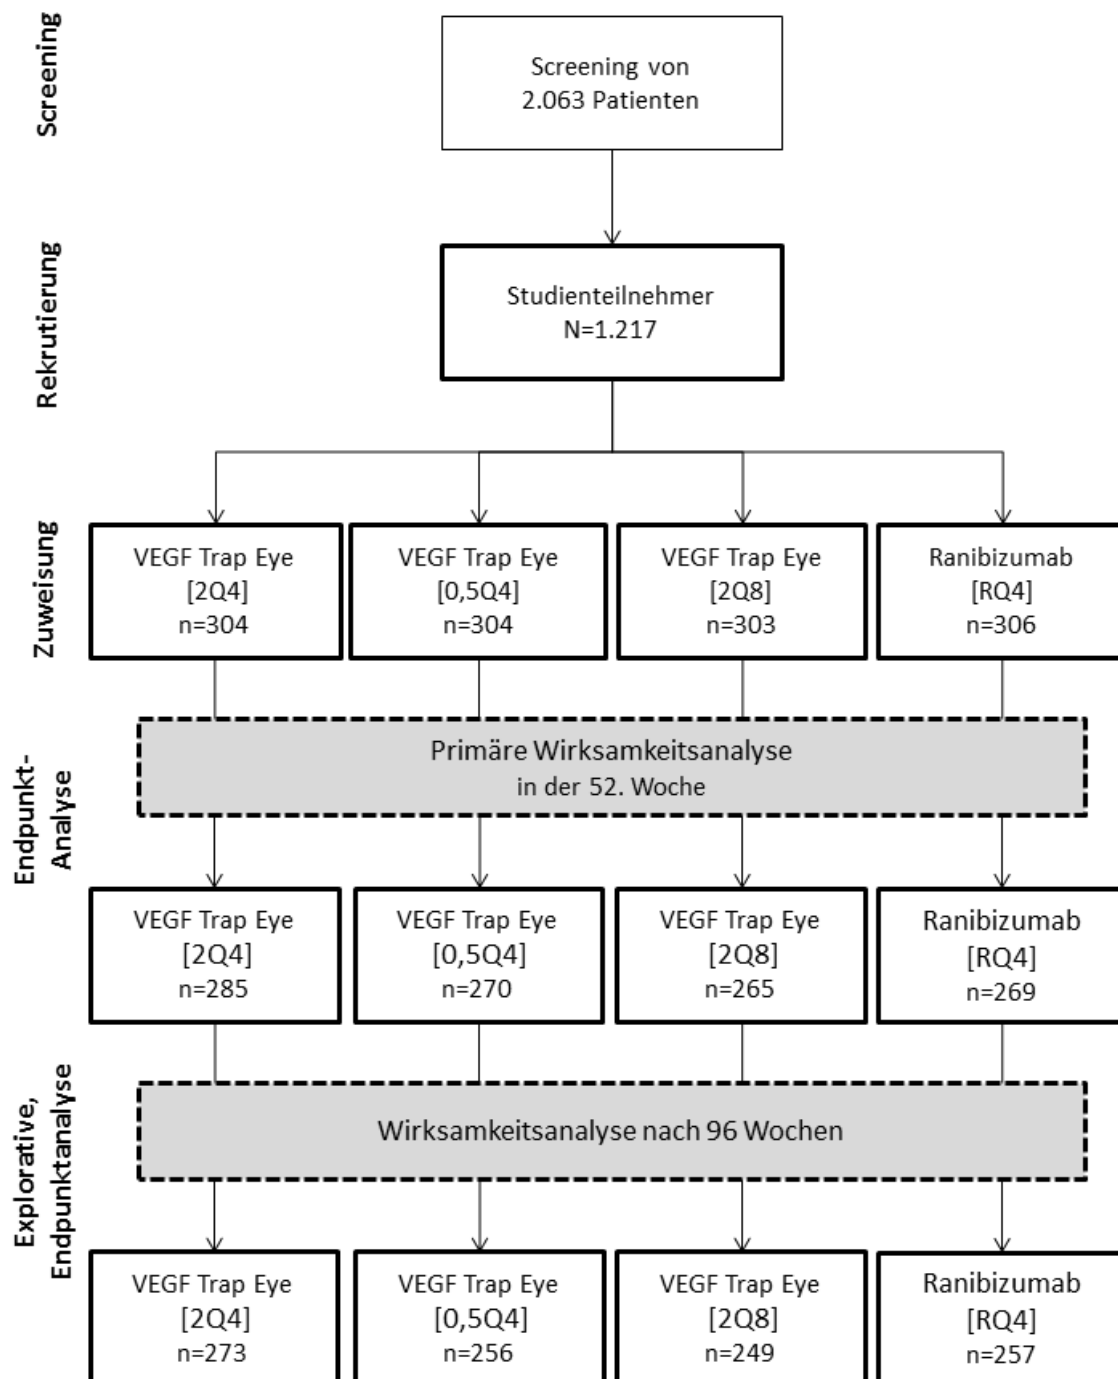 Screening
Screening von
2.063 Patienten
Rekrutierung
Studienteilnehmer
N=1.217
Zuweisung
VEGF Trap Eye
[2Q4]
n=304
VEGF Trap Eye
[0,5Q4]
n=304
VEGF Trap Eye
[2Q8]
n=303
Ranibizumab
[RQ4]
n=306
Endpunkt-
Analyse
Primäre Wirksamkeitsanalyse
in der 52. Woche
VEGF Trap Eye
[2Q4]
n=285
VEGF Trap Eye
[0,5Q4]
n=270
VEGF Trap Eye
[2Q8]
n=265
Ranibizumab
[RQ4]
n=269
Explorative,
Endpunktanalyse
Wirksamkeitsanalyse nach 96 Wochen
VEGF Trap Eye
[2Q4]
n=273
VEGF Trap Eye
[0,5Q4]
n=256
VEGF Trap Eye
[2Q8]
n=249
Ranibizumab
[RQ4]
n=257